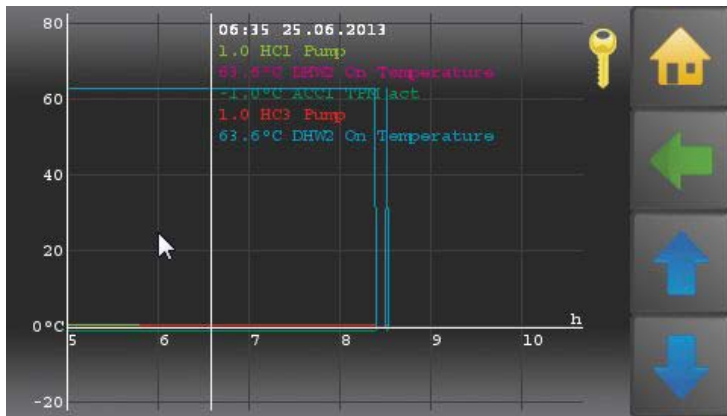 80
06:35 25.06.2013
1.0 HC1 Pump
63.6°C DHW2 On Temperature
60
-1.0°C ACC1 TPM act
1.0 HC3 Pump
63.6°C DHW2 On Temperature
40
20
0°C
h
5 6 7 8 9 10
-20